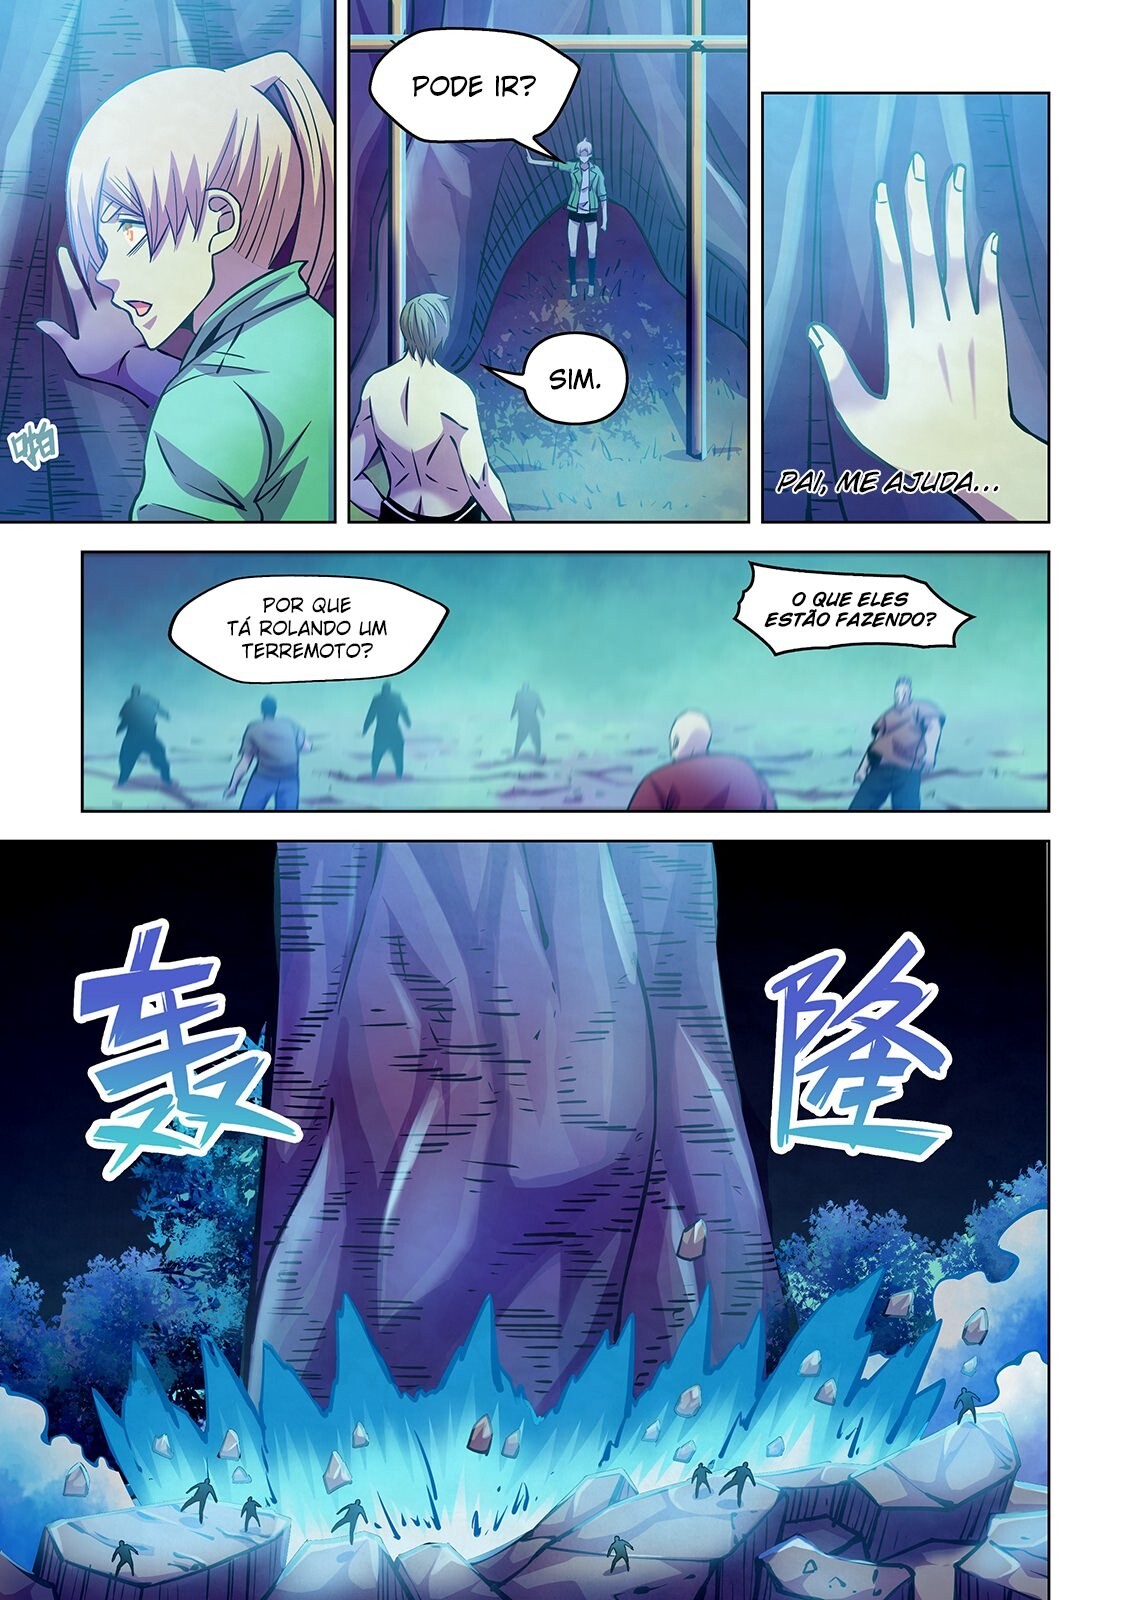 啪
PODE IR?
SIM.
PAI, ME AJUDA...
POR QUE
TÁ ROLANDO UM
TERREMOTO?
O QUE ELES
ESTÃO FAZENDO?
轰
隆